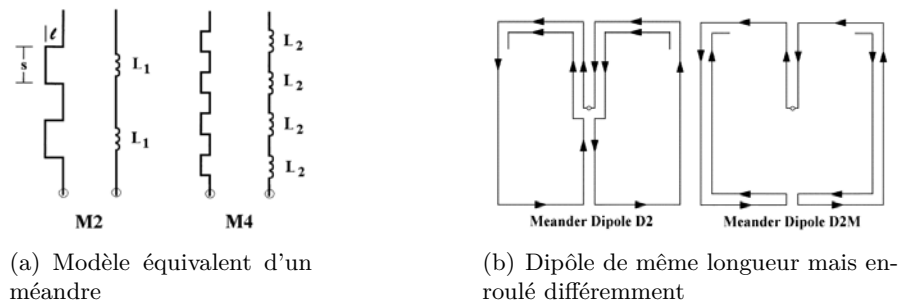 l
s
L1
L1
L2
L2
L2
L2
M2 M4
Meander Dipole D2 Meander Dipole D2M
(a) Modèle équivalent d'un
méandre
(b) Dipôle de même longueur mais en-
roulé différemment